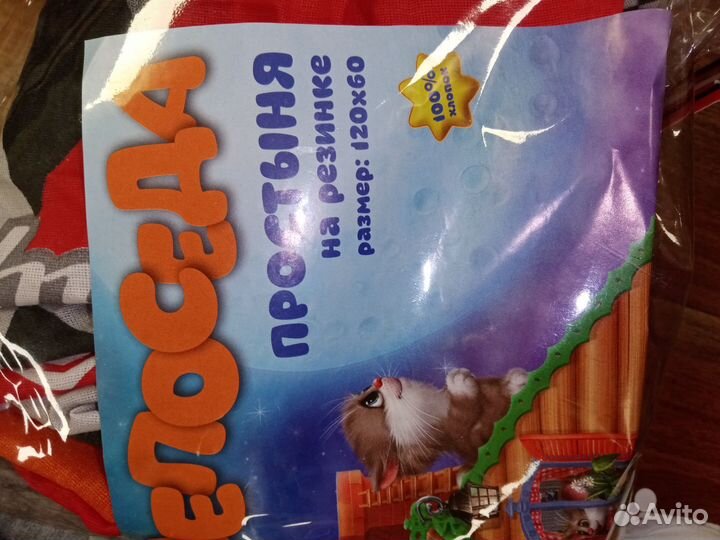 ЕПОСЕДА
ПРОСТЫНЯ
на резинке
размер: 120х60
100%
хлопок
Avito